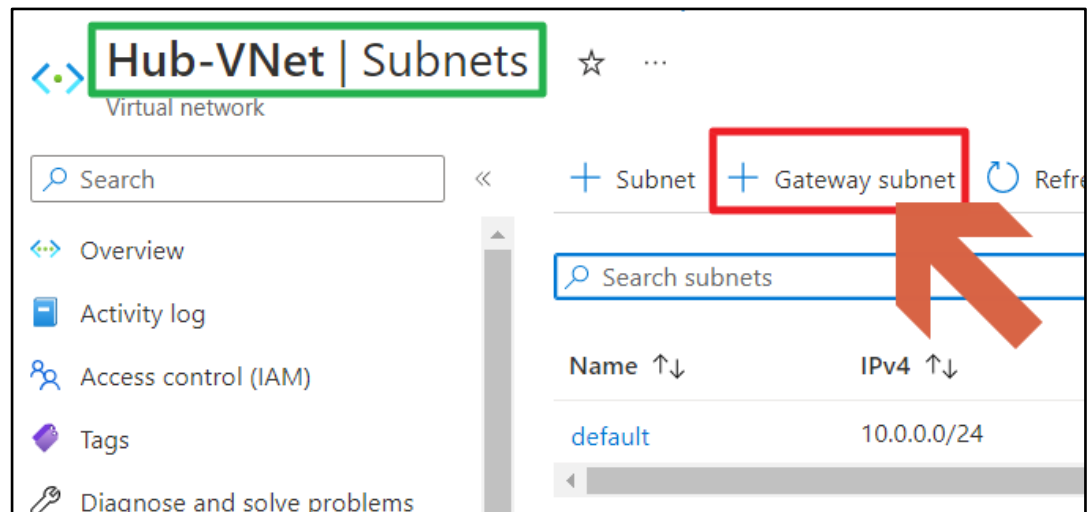 Hub-VNet | Subnets
Virtual network
Search
+ Subnet
+ Gateway subnet
Refre
Overview
Activity log
Access control (IAM)
Tags
Diagnose and solve problems
Search subnets
Name ↑↓ IPv4 ↑↓
default 10.0.0.0/24